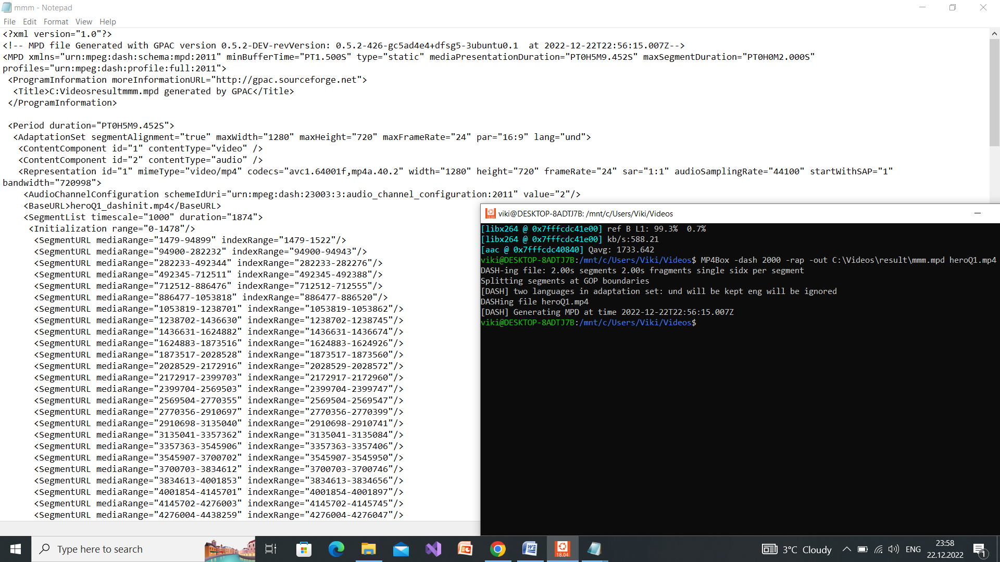 mmm - Notepad
File Edit Format View Help
<?xml version="1.0"?>
<!-- MPD file Generated with GPAC version 0.5.2-DEV-revVersion: 0.5.2-426-gc5ad4e4+dfsg5-3ubuntu0.1  at 2022-12-22T22:56:15.007Z-->
<MPD xmlns="urn:mpeg:dash:schema:mpd:2011" minBufferTime="PT1.500S" type="static" mediaPresentationDuration="PT0H5M9.452S" maxSegmentDuration="PT0H0M2.000S"
profiles="urn:mpeg:dash:profile:full:2011">
<ProgramInformation moreInformationURL="http://gpac.sourceforge.net">
<Title>C:Videosresultmmm.mpd generated by GPAC</Title>
</ProgramInformation>
<Period duration="PT0H5M9.452S">
<AdaptationSet segmentAlignment="true" maxWidth="1280" maxHeight="720" maxFrameRate="24" par="16:9" lang="und">
<ContentComponent id="1" contentType="video" />
<ContentComponent id="2" contentType="audio" />
<Representation id="1" mimeType="video/mp4" codecs="avc1.64001f,mp4a.40.2" width="1280" height="720" frameRate="24" sar="1:1" audioSamplingRate="44100" startWithSAP="1"
bandwidth="720998">
<AudioChannelConfiguration schemeIdUri="urn:mpeg:dash:23003:3:audio_channel_configuration:2011" value="2"/>
<BaseURL>heroQ1_dashinit.mp4</BaseURL>
<SegmentList timescale="1000" duration="1874">
<Initialization range="0-1478"/>
<SegmentURL mediaRange="1479-94899" indexRange="1479-1522"/>
<SegmentURL mediaRange="94900-282232" indexRange="94900-94943"/>
<SegmentURL mediaRange="282233-492344" indexRange="282233-282276"/>
<SegmentURL mediaRange="492345-712511" indexRange="492345-492388"/>
<SegmentURL mediaRange="712512-886476" indexRange="712512-712555"/>
<SegmentURL mediaRange="886477-1053818" indexRange="886477-886520"/>
<SegmentURL mediaRange="1053819-1238701" indexRange="1053819-1053862"/>
<SegmentURL mediaRange="1238702-1436630" indexRange="1238702-1238745"/>
<SegmentURL mediaRange="1436631-1624882" indexRange="1436631-1436674"/>
<SegmentURL mediaRange="1624883-1873516" indexRange="1624883-1624926"/>
<SegmentURL mediaRange="1873517-2028528" indexRange="1873517-1873560"/>
<SegmentURL mediaRange="2028529-2172916" indexRange="2028529-2028572"/>
<SegmentURL mediaRange="2172917-2399703" indexRange="2172917-2172960"/>
<SegmentURL mediaRange="2399704-2569503" indexRange="2399704-2399747"/>
<SegmentURL mediaRange="2569504-2770355" indexRange="2569504-2569547"/>
<SegmentURL mediaRange="2770356-2910697" indexRange="2770356-2770399"/>
<SegmentURL mediaRange="2910698-3135040" indexRange="2910698-2910741"/>
<SegmentURL mediaRange="3135041-3357362" indexRange="3135041-3135084"/>
<SegmentURL mediaRange="3357363-3545906" indexRange="3357363-3357406"/>
<SegmentURL mediaRange="3545907-3700702" indexRange="3545907-3545950"/>
<SegmentURL mediaRange="3700703-3834612" indexRange="3700703-3700746"/>
<SegmentURL mediaRange="3834613-4001853" indexRange="3834613-3834656"/>
<SegmentURL mediaRange="4001854-4145701" indexRange="4001854-4001897"/>
<SegmentURL mediaRange="4145702-4276003" indexRange="4145702-4145745"/>
<SegmentURL mediaRange="4276004-4438259" indexRange="4276004-4276047"/>
viki@DESKTOP-8ADTJ7B: /mnt/c/Users/Viki/Videos
[libx264 @ 0x7fffcdc41e00] ref B L1: 99.3%  0.7%
[libx264 @ 0x7fffcdc41e00] kb/s:588.21
[aac @ 0x7fffcdc40840] Qavg: 1733.642
viki@DESKTOP-8ADTJ7B:/mnt/c/Users/Viki/Videos$ MP4Box -dash 2000 -rap -out C:\Videos\result\mmm.mpd heroQ1.mp4
DASH-ing file: 2.00s segments 2.00s fragments single sidx per segment
Splitting segments at GOP boundaries
[DASH] two languages in adaptation set: und will be kept eng will be ignored
DASHing file heroQ1.mp4
[DASH] Generating MPD at time 2022-12-22T22:56:15.007Z
viki@DESKTOP-8ADTJ7B:/mnt/c/Users/Viki/Videos$
Type here to search
18.04
3°C Cloudy
ENG
23:58
22.12.2022
1